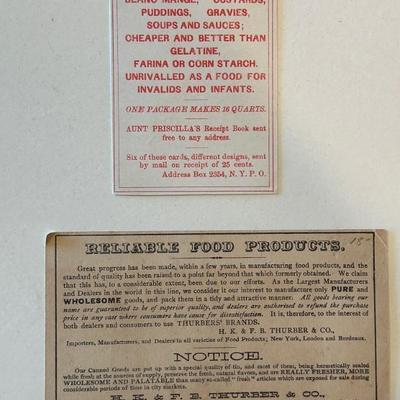 BLANC-MANGE, CUSTARDS,
PUDDINGS, GRAVIES,
SOUPS AND SAUCES;
CHEAPER AND BETTER THAN
GELATINE,
FARINA OR CORN STARCH.
UNRIVALLED AS A FOOD FOR
INVALIDS AND INFANTS.
ONE PACKAGE MAKES 16 QUARTS.
AUNT PRISCILLA'S Receipt Book sent
free to any address.
Six of these cards, different designs, sent
by mail on receipt of 25 cents.
Address Box 2354, N. Y. P. O.
RELIABLE FOOD PRODUCTS.
18-
Great progress has been made, within a few years, in manufacturing food products, and the
standard of quality has been raised to a point far beyond that which formerly obtained. We claim
that this has, to a considerable extent, been due to our efforts. As the Largest Manufacturers
and Dealers in the world in this line, we consider it our interest to manufacture only PURE and
WHOLESOME goods, and pack them in a tidy and attractive manner. All goods bearing our
name are guaranteed to be of superior quality, and dealers are authorized to refund the purchase
price in any case where consumers have cause for dissatisfaction. It is, therefore, to the interest of
both dealers and consumers to use THURBERS' BRANDS.
H. K. & F. B. THURBER & CO.,
Importers, Manufacturers, and Dealers in all varieties of Food Products; New York, London and Bordeaux.
NOTICE.
Our Canned Goods are put up with a special quality of tin, and most of them, being hermetically sealed
while fresh at the sources of supply, preserve the fresh, natural flavors, and are REALLY FRESHER, MORE
WHOLESOME AND PALATABLE than many so-called "fresh" articles which are exposed for sale during
considerable periods of time in city markets.
H. K. & F. B. THURBER & CO.,